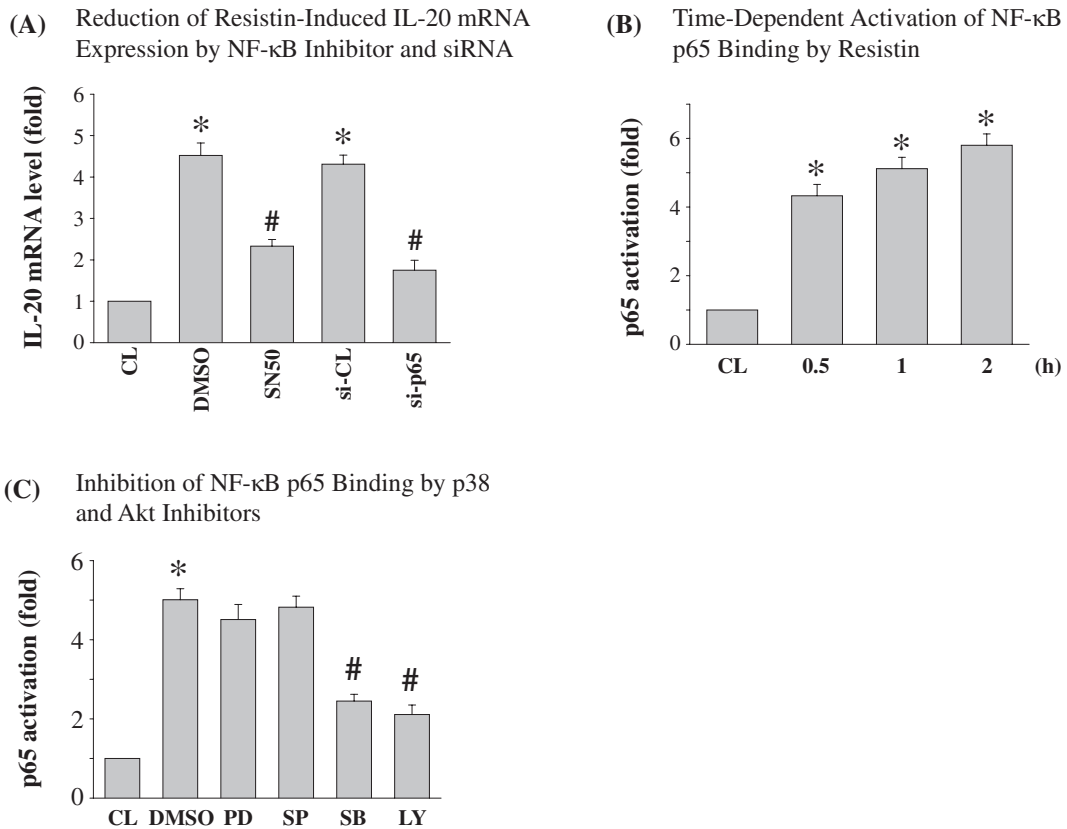 (A) Reduction of Resistin-Induced IL-20 mRNA
Expression by NF-κB Inhibitor and siRNA
IL-20 mRNA level (fold)
6
5
4
2
1
0
*
#
*
#
CL
DMSO
SN50
si-CL
si-p65
(B) Time-Dependent Activation of NF-κB
p65 Binding by Resistin
p65 activation (fold)
6
4
2
0
*
*
*
CL 0.5 1 2 (h)
(C) Inhibition of NF-κB p65 Binding by p38
and Akt Inhibitors
p65 activation (fold)
6
4
2
0
*
#
#
CL DMSO PD SP SB LY